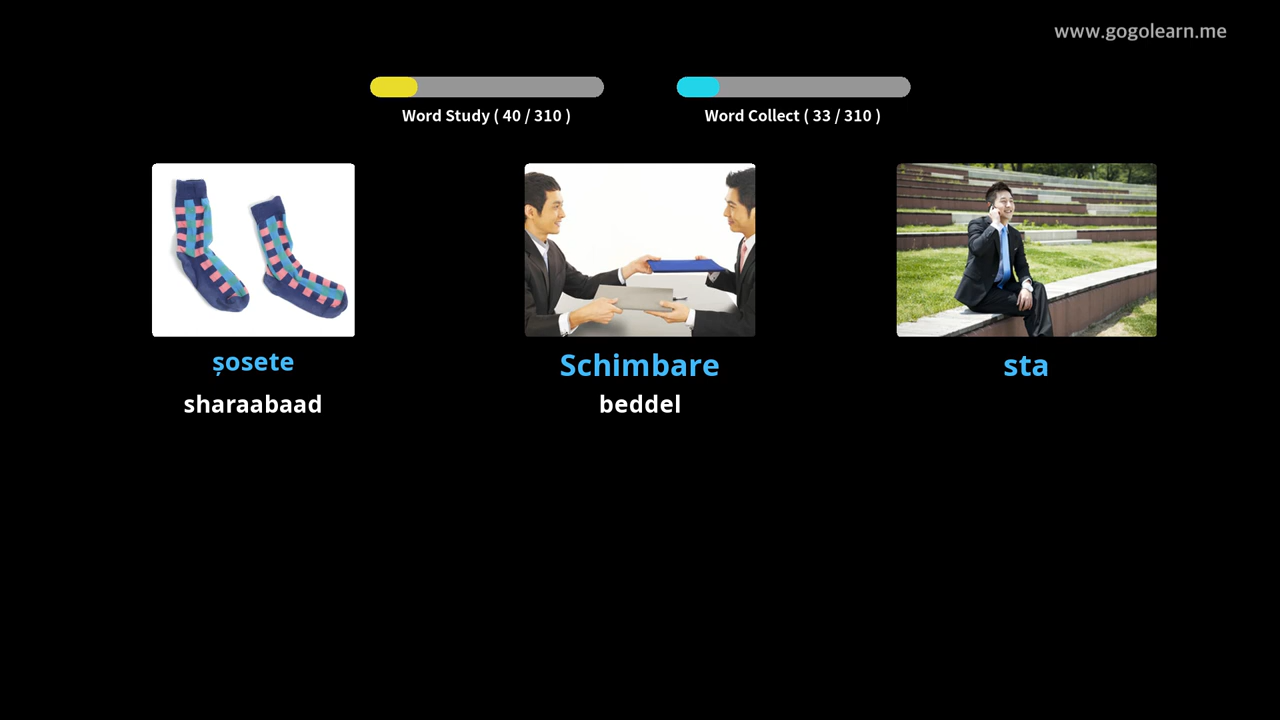 www.gogolearn.me
Word Study ( 40 / 310 )
Word Collect ( 33 / 310 )
șosete
Schimbare
sta
sharaabaad
beddel